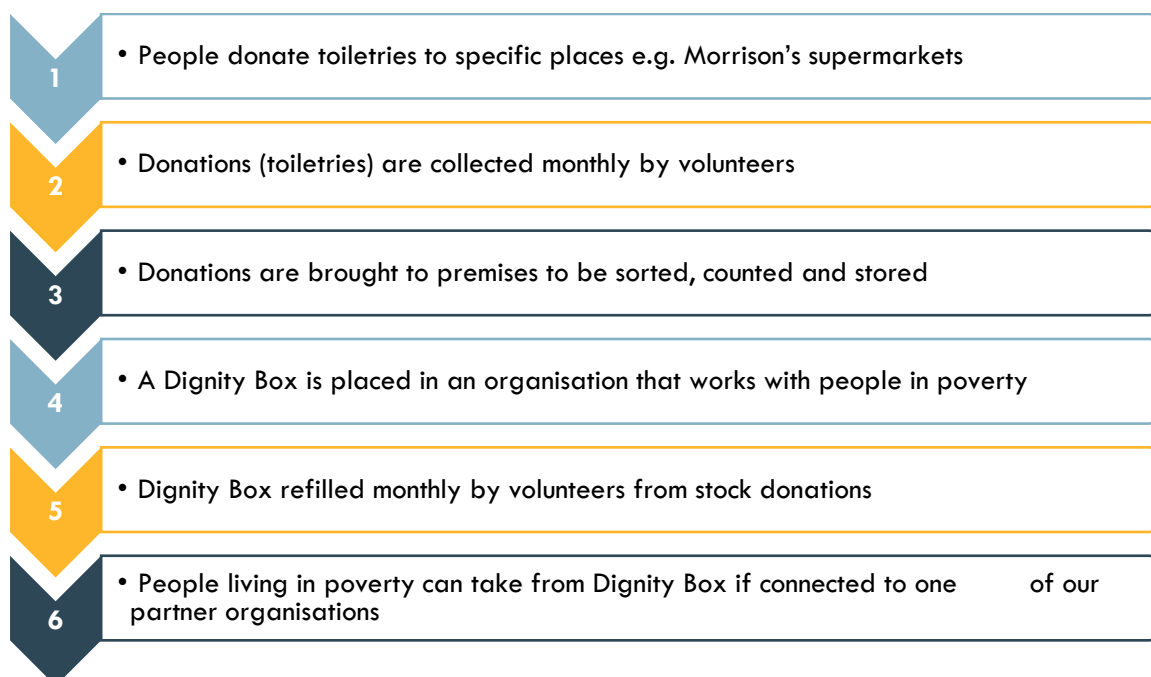 1
• People donate toiletries to specific places e.g. Morrison's supermarkets
2
• Donations (toiletries) are collected monthly by volunteers
3
• Donations are brought to premises to be sorted, counted and stored
4
• A Dignity Box is placed in an organisation that works with people in poverty
5
• Dignity Box refilled monthly by volunteers from stock donations
6
• People living in poverty can take from Dignity Box if connected to one of our
partner organisations